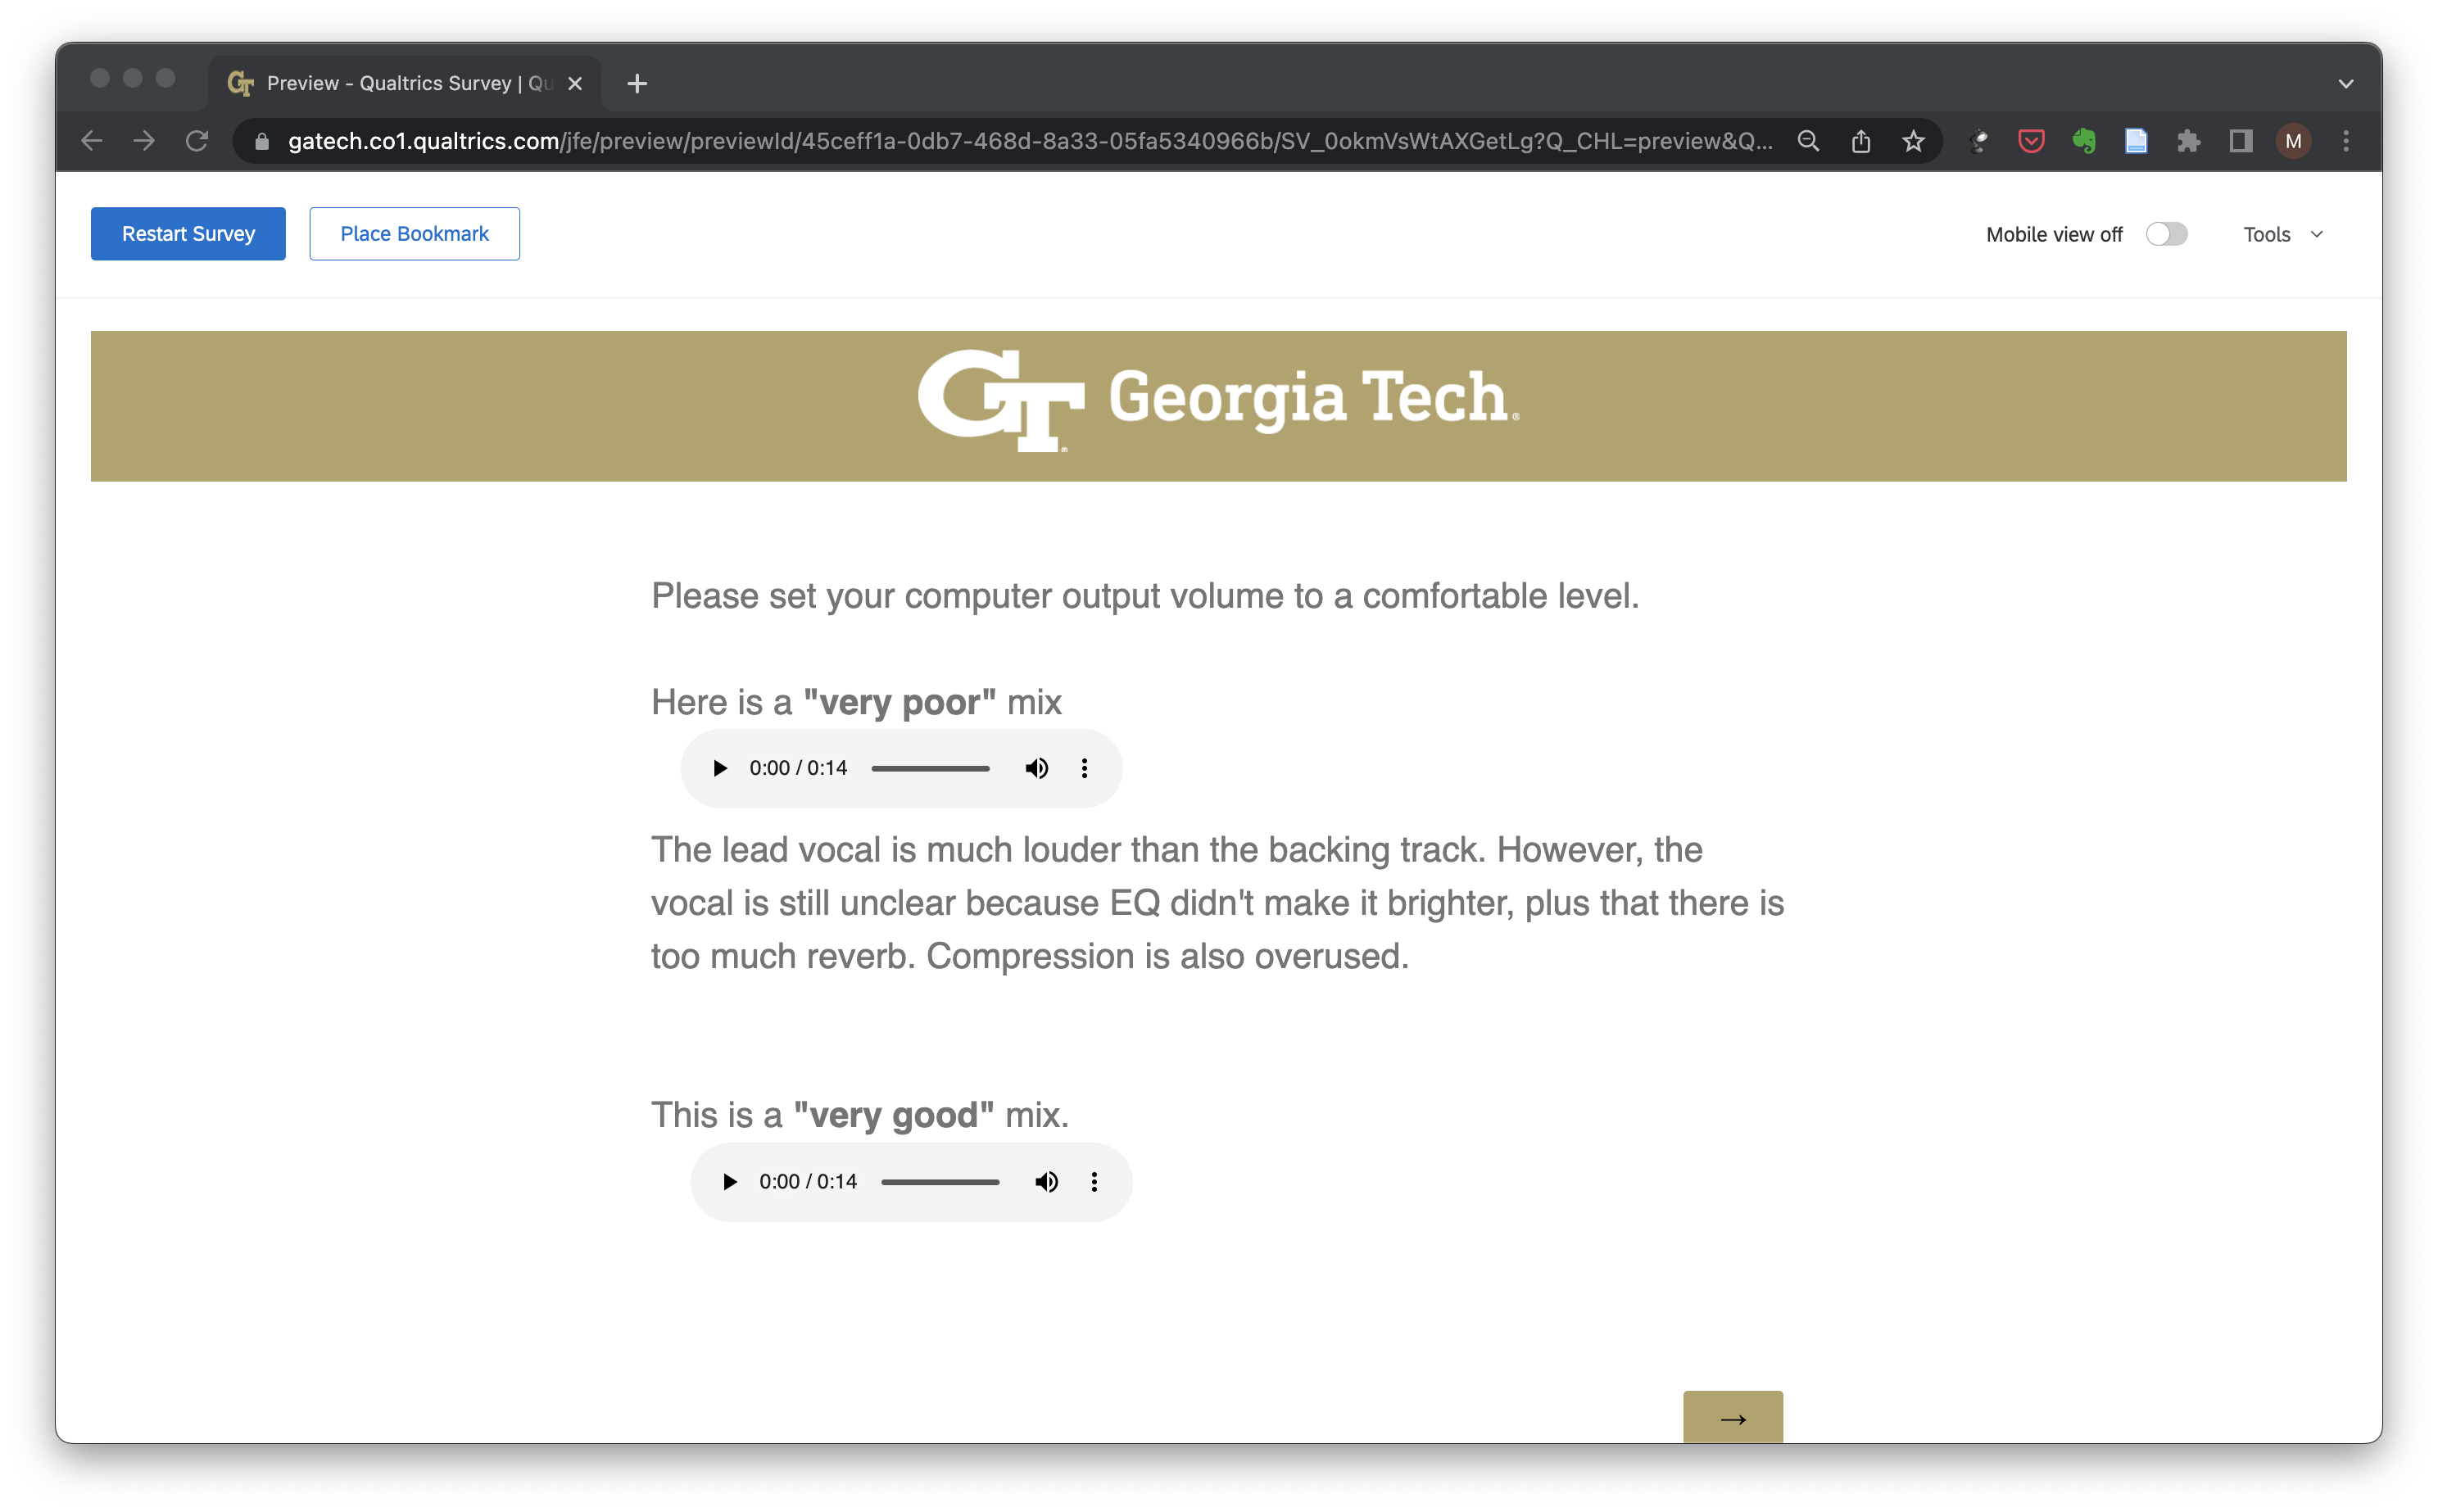 Preview - Qualtrics Survey | Qu
gatech.co1.qualtrics.com/jfe/preview/previewId/45ceff1a-0db7-468d-8a33-05fa5340966b/SV_0okmVsWtAXGetLg?Q_CHL=preview&Q...
M
Restart Survey
Place Bookmark
Mobile view off
Tools
GT® Georgia Tech®
Please set your computer output volume to a comfortable level.
Here is a "very poor" mix
0:00 / 0:14
The lead vocal is much louder than the backing track. However, the
vocal is still unclear because EQ didn't make it brighter, plus that there is
too much reverb. Compression is also overused.
This is a "very good" mix.
0:00 / 0:14
→